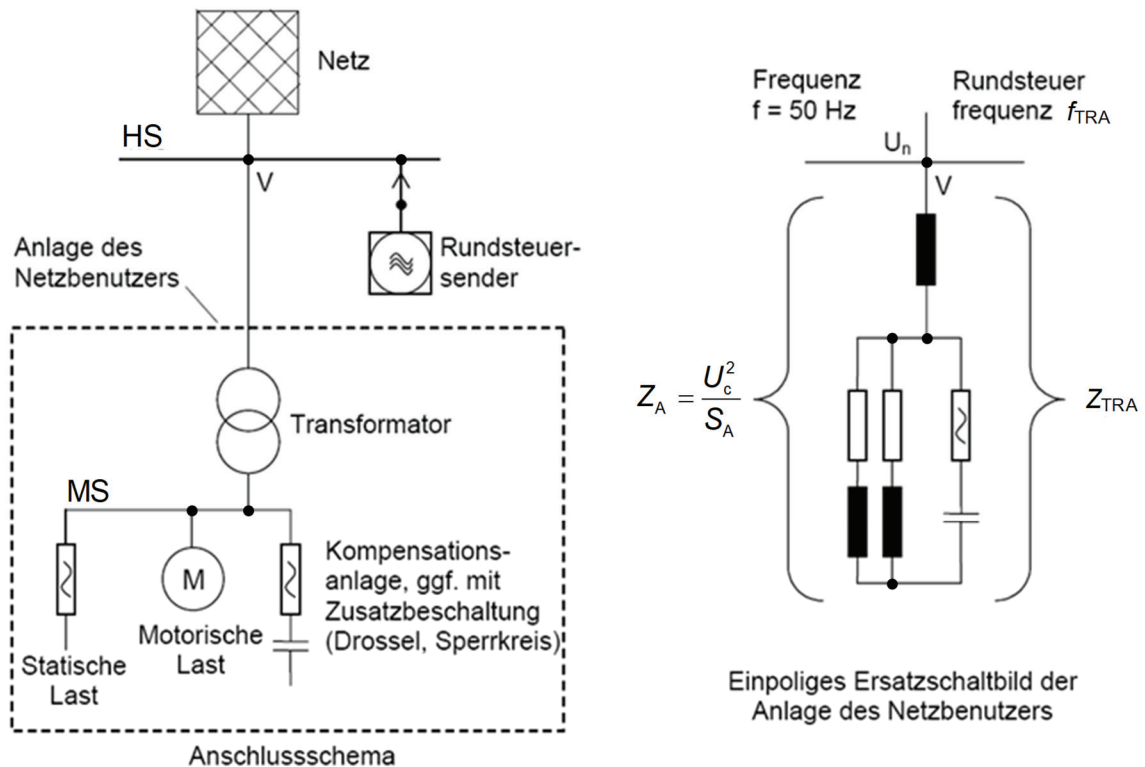 Netz
HS
V
Anlage des
Netzbenutzers
Rundsteuer-
sender
Transformator
MS
M
Statische
Last
Motorische
Last
Kompensations-
anlage, ggf. mit
Zusatzbeschaltung
(Drossel, Sperrkreis)
Anschlussschema
Frequenz
f = 50 Hz
Rundsteuer
frequenz f_TRA
U_n
V
Z_A = U_c^2 / S_A
Z_TRA
Einpoliges Ersatzschaltbild der
Anlage des Netzbenutzers